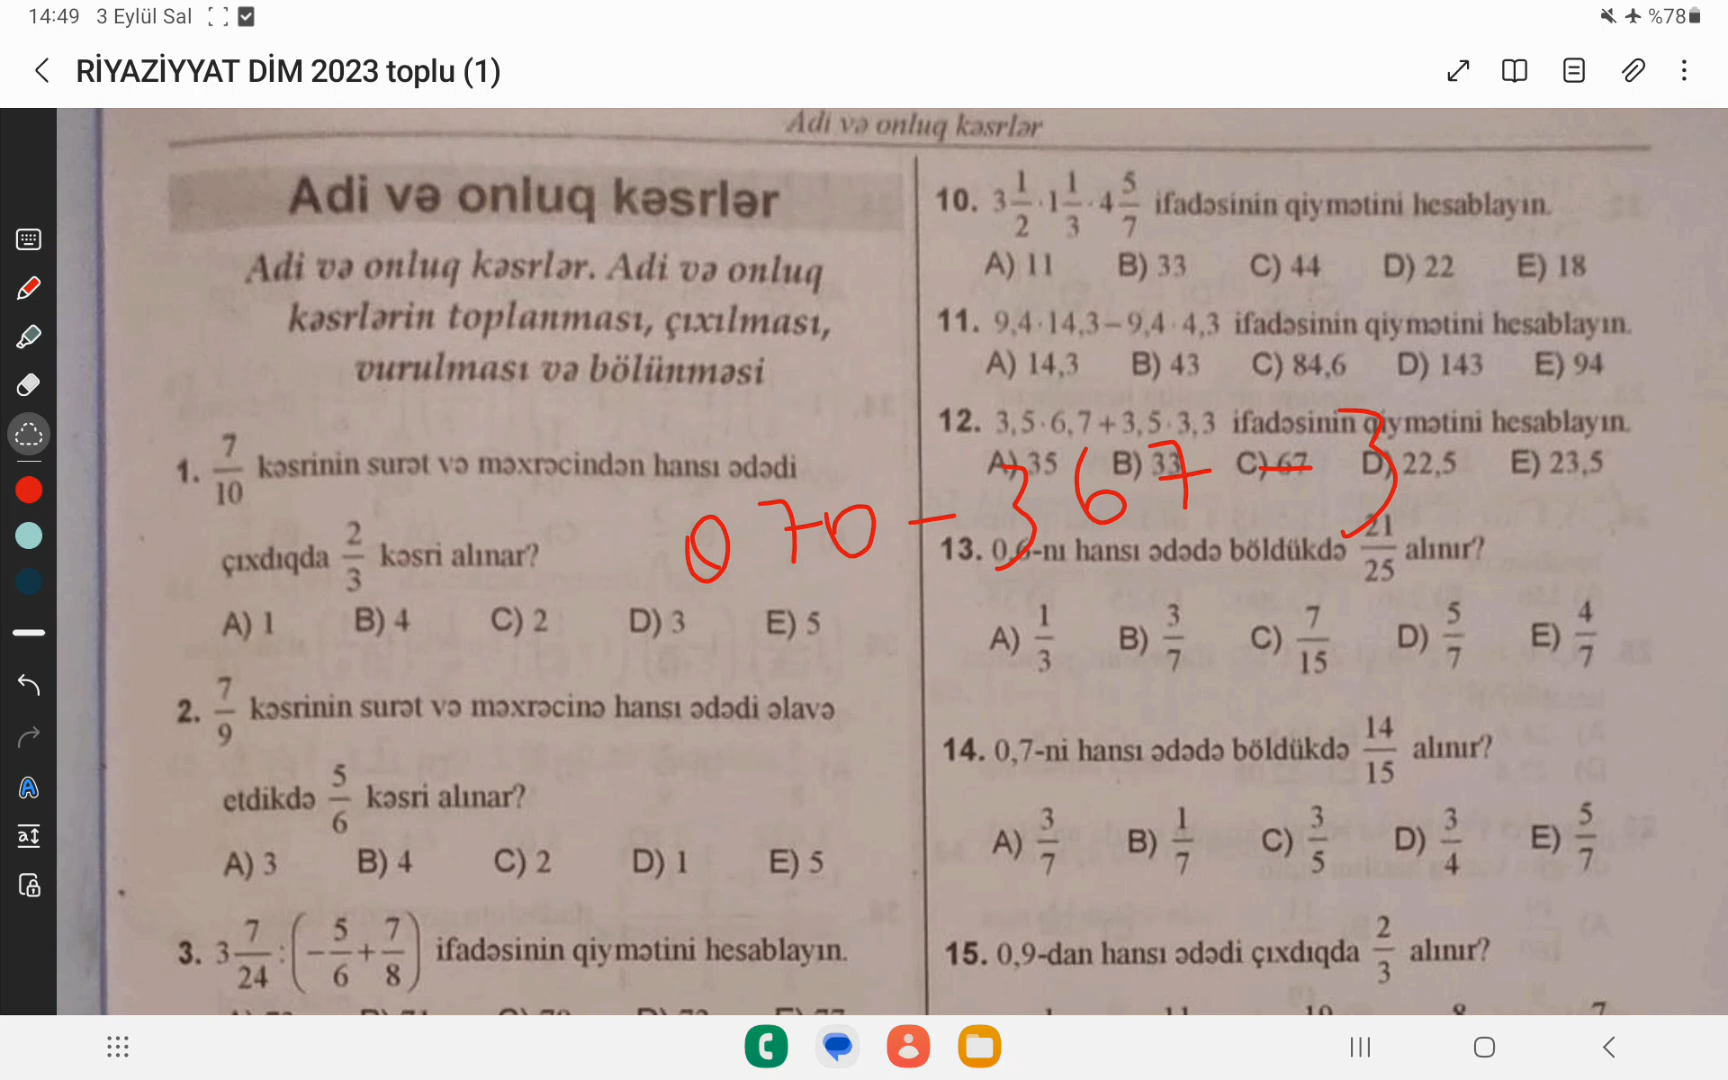 14:49 3 Eylül Sal %78
RİYAZİYYAT DİM 2023 toplu (1)
Adi və onluq kəsrlər
Adi və onluq kəsrlər
Adi və onluq kəsrlər. Adi və onluq
kəsrlərin toplanması, çıxılması,
vurulması və bölünməsi
1. 7/10 kəsrinin surət və məxrəcindən hansı ədədi
çıxdıqda 2/3 kəsri alınar?
A) 1 B) 4 C) 2 D) 3 E) 5
2. 7/9 kəsrinin surət və məxrəcinə hansı ədədi əlavə
etdikdə 5/6 kəsri alınar?
A) 3 B) 4 C) 2 D) 1 E) 5
3. 3 7/24 : (-5/6 + 7/8) ifadəsinin qiymətini hesablayın.
10. 3 1/2 · 1 1/3 · 4 5/7 ifadəsinin qiymətini hesablayın.
A) 11 B) 33 C) 44 D) 22 E) 18
11. 9,4·14,3–9,4·4,3 ifadəsinin qiymətini hesablayın.
A) 14,3 B) 43 C) 84,6 D) 143 E) 94
12. 3,5·6,7+3,5·3,3 ifadəsinin qiymətini hesablayın.
A) 35 B) 33 C) 67 D) 22,5 E) 23,5
070-3673
13. 0,6-nı hansı ədədə böldükdə 21/25 alınır?
A) 1/3 B) 3/7 C) 7/15 D) 5/7 E) 4/7
14. 0,7-ni hansı ədədə böldükdə 14/15 alınır?
A) 3/7 B) 1/7 C) 3/5 D) 3/4 E) 5/7
15. 0,9-dan hansı ədədi çıxdıqda 2/3 alınır?